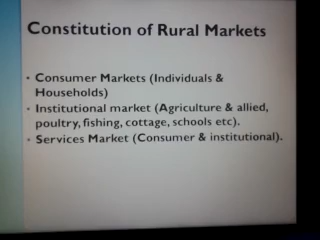 Constitution of Rural Markets
• Consumer Markets (Individuals &
Households)
• Institutional market (Agriculture & allied,
poultry, fishing, cottage, schools etc).
• Services Market (Consumer & institutional).